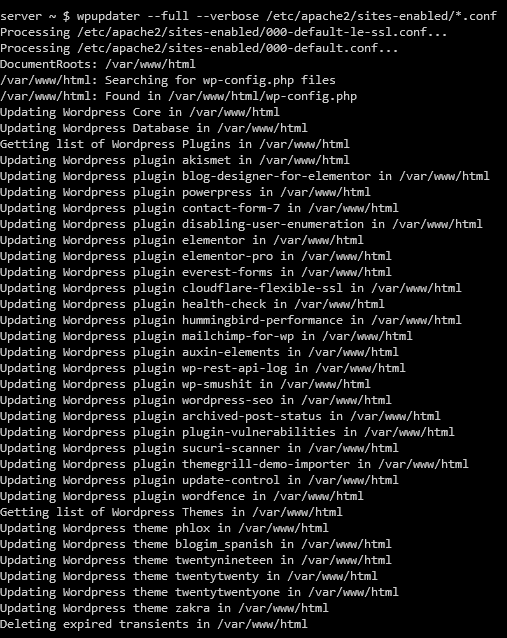 server ~ $ wpupdater --full --verbose /etc/apache2/sites-enabled/*.conf
Processing /etc/apache2/sites-enabled/000-default-le-ssl.conf...
Processing /etc/apache2/sites-enabled/000-default.conf...
DocumentRoots: /var/www/html
/var/www/html: Searching for wp-config.php files
/var/www/html: Found in /var/www/html/wp-config.php
Updating Wordpress Core in /var/www/html
Updating Wordpress Database in /var/www/html
Getting list of Wordpress Plugins in /var/www/html
Updating Wordpress plugin akismet in /var/www/html
Updating Wordpress plugin blog-designer-for-elementor in /var/www/html
Updating Wordpress plugin powerpress in /var/www/html
Updating Wordpress plugin contact-form-7 in /var/www/html
Updating Wordpress plugin disabling-user-enumeration in /var/www/html
Updating Wordpress plugin elementor in /var/www/html
Updating Wordpress plugin elementor-pro in /var/www/html
Updating Wordpress plugin everest-forms in /var/www/html
Updating Wordpress plugin cloudflare-flexible-ssl in /var/www/html
Updating Wordpress plugin health-check in /var/www/html
Updating Wordpress plugin hummingbird-performance in /var/www/html
Updating Wordpress plugin mailchimp-for-wp in /var/www/html
Updating Wordpress plugin auxin-elements in /var/www/html
Updating Wordpress plugin wp-rest-api-log in /var/www/html
Updating Wordpress plugin wp-smushit in /var/www/html
Updating Wordpress plugin wordpress-seo in /var/www/html
Updating Wordpress plugin archived-post-status in /var/www/html
Updating Wordpress plugin plugin-vulnerabilities in /var/www/html
Updating Wordpress plugin sucuri-scanner in /var/www/html
Updating Wordpress plugin themegrill-demo-importer in /var/www/html
Updating Wordpress plugin update-control in /var/www/html
Updating Wordpress plugin wordfence in /var/www/html
Getting list of Wordpress Themes in /var/www/html
Updating Wordpress theme phlox in /var/www/html
Updating Wordpress theme blogim_spanish in /var/www/html
Updating Wordpress theme twentynineteen in /var/www/html
Updating Wordpress theme twentytwenty in /var/www/html
Updating Wordpress theme twentytwentyone in /var/www/html
Updating Wordpress theme zakra in /var/www/html
Deleting expired transients in /var/www/html